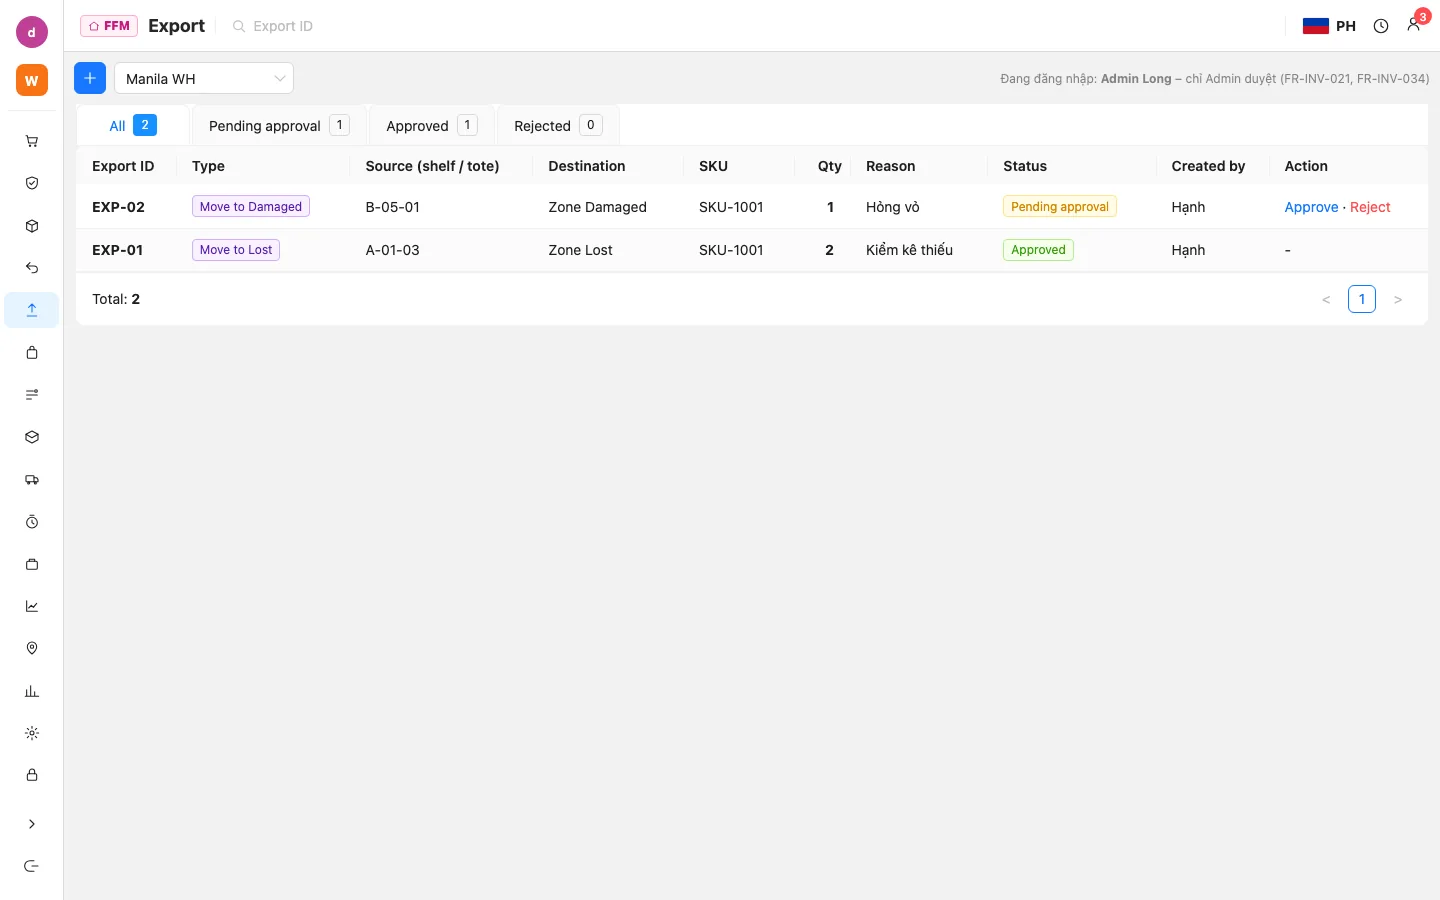 d
W
FFM Export Export ID PH 3
Manila WH Đang đăng nhập: Admin Long – chỉ Admin duyệt (FR-INV-021, FR-INV-034)
All 2 Pending approval 1 Approved 1 Rejected 0
Export ID Type Source (shelf / tote) Destination SKU Qty Reason Status Created by Action
EXP-02 Move to Damaged B-05-01 Zone Damaged SKU-1001 1 Hỏng vỏ Pending approval Hạnh Approve · Reject
EXP-01 Move to Lost A-01-03 Zone Lost SKU-1001 2 Kiểm kê thiếu Approved Hạnh -
Total: 2 < 1 >